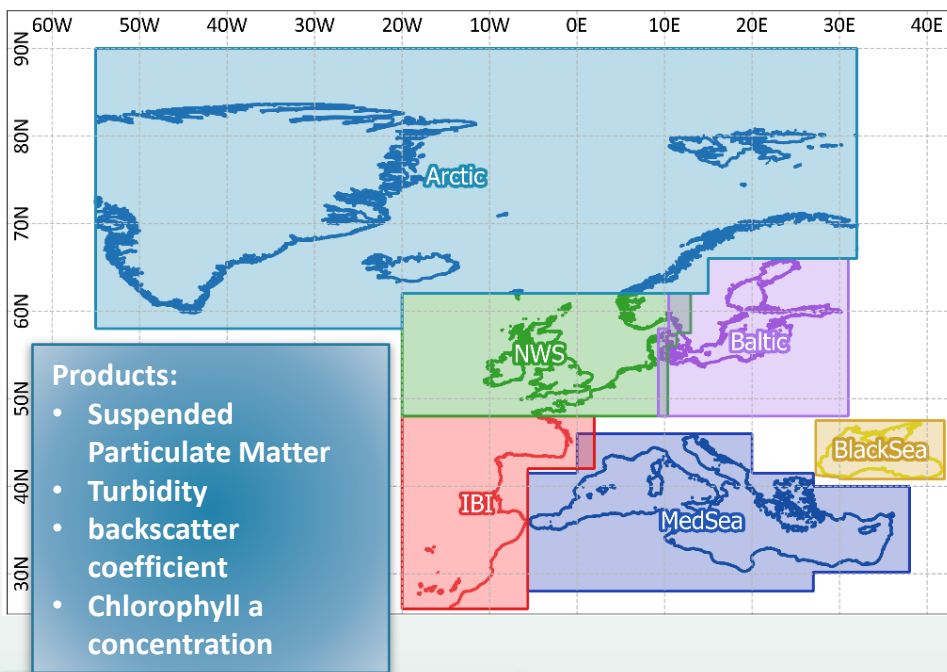 60W 50W 40W 30W 20W 10W 0E 10E 20E 30E 40E
90N
80N
Arctic
70N
60N
NWS
Baltic
50N
BlackSea
40N
IBI
MedSea
30N
Products:
• Suspended
Particulate Matter
• Turbidity
• backscatter
coefficient
• Chlorophyll a
concentration